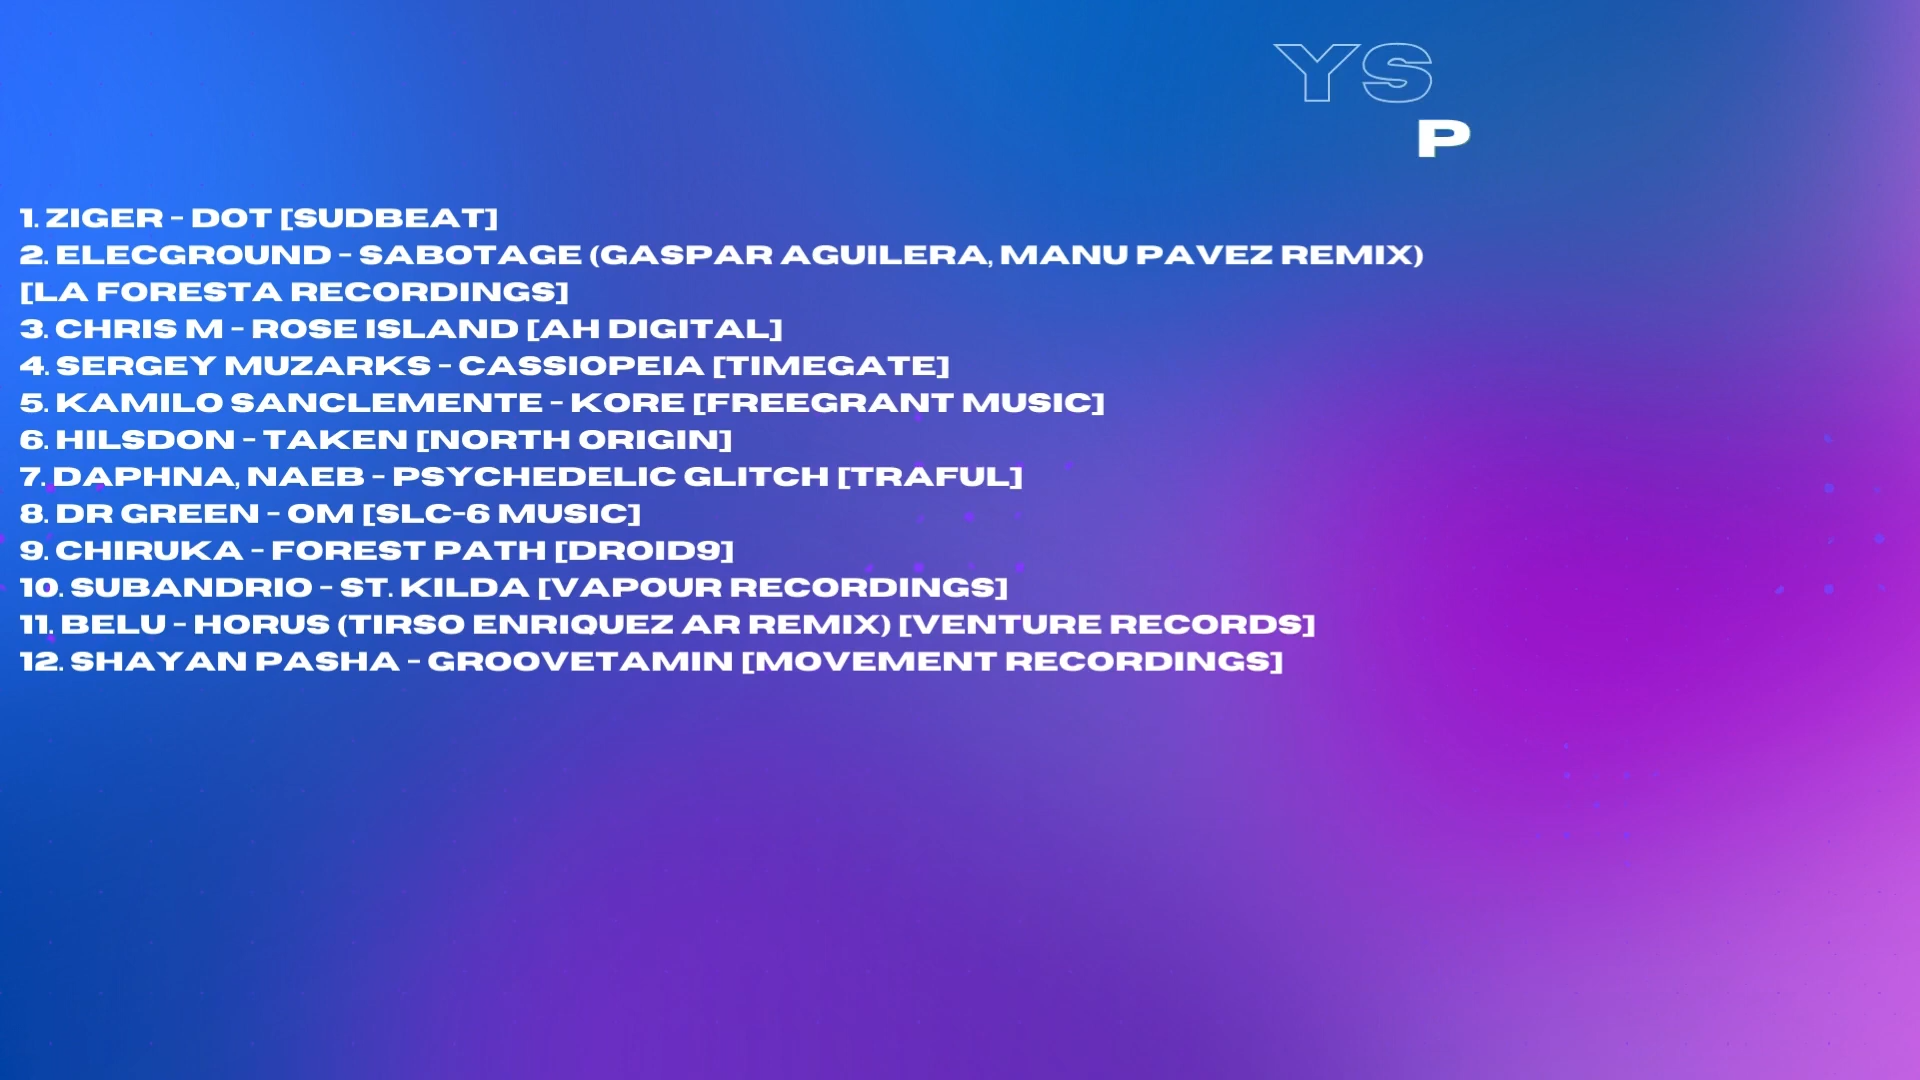 YS
P
1. ZIGER - DOT [SUDBEAT]
2. ELECGROUND - SABOTAGE (GASPAR AGUILERA, MANU PAVEZ REMIX)
[LA FORESTA RECORDINGS]
3. CHRIS M - ROSE ISLAND [AH DIGITAL]
4. SERGEY MUZARKS - CASSIOPEIA [TIMEGATE]
5. KAMILO SANCLEMENTE - KORE [FREEGRANT MUSIC]
6. HILSDON - TAKEN [NORTH ORIGIN]
7. DAPHNA, NAEB - PSYCHEDELIC GLITCH [TRAFUL]
8. DR GREEN - OM [SLC-6 MUSIC]
9. CHIRUKA - FOREST PATH [DROID9]
10. SUBANDRIO - ST. KILDA [VAPOUR RECORDINGS]
11. BELU - HORUS (TIRSO ENRIQUEZ AR REMIX) [VENTURE RECORDS]
12. SHAYAN PASHA - GROOVETAMIN [MOVEMENT RECORDINGS]